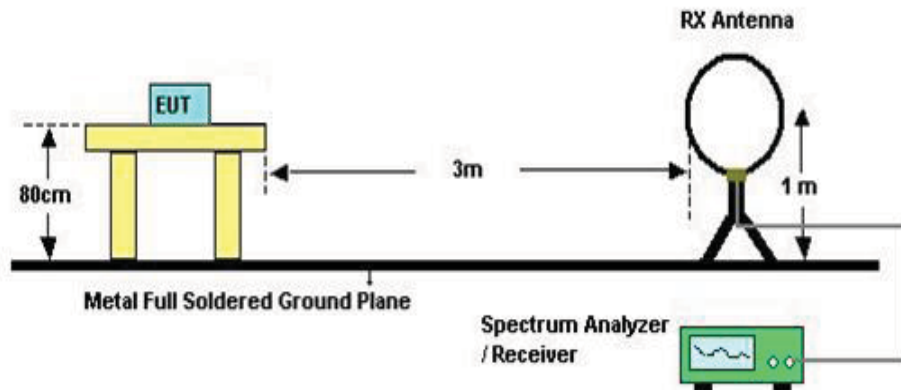 RX Antenna
EUT
80cm
3m
1 m
Metal Full Soldered Ground Plane
Spectrum Analyzer
/ Receiver